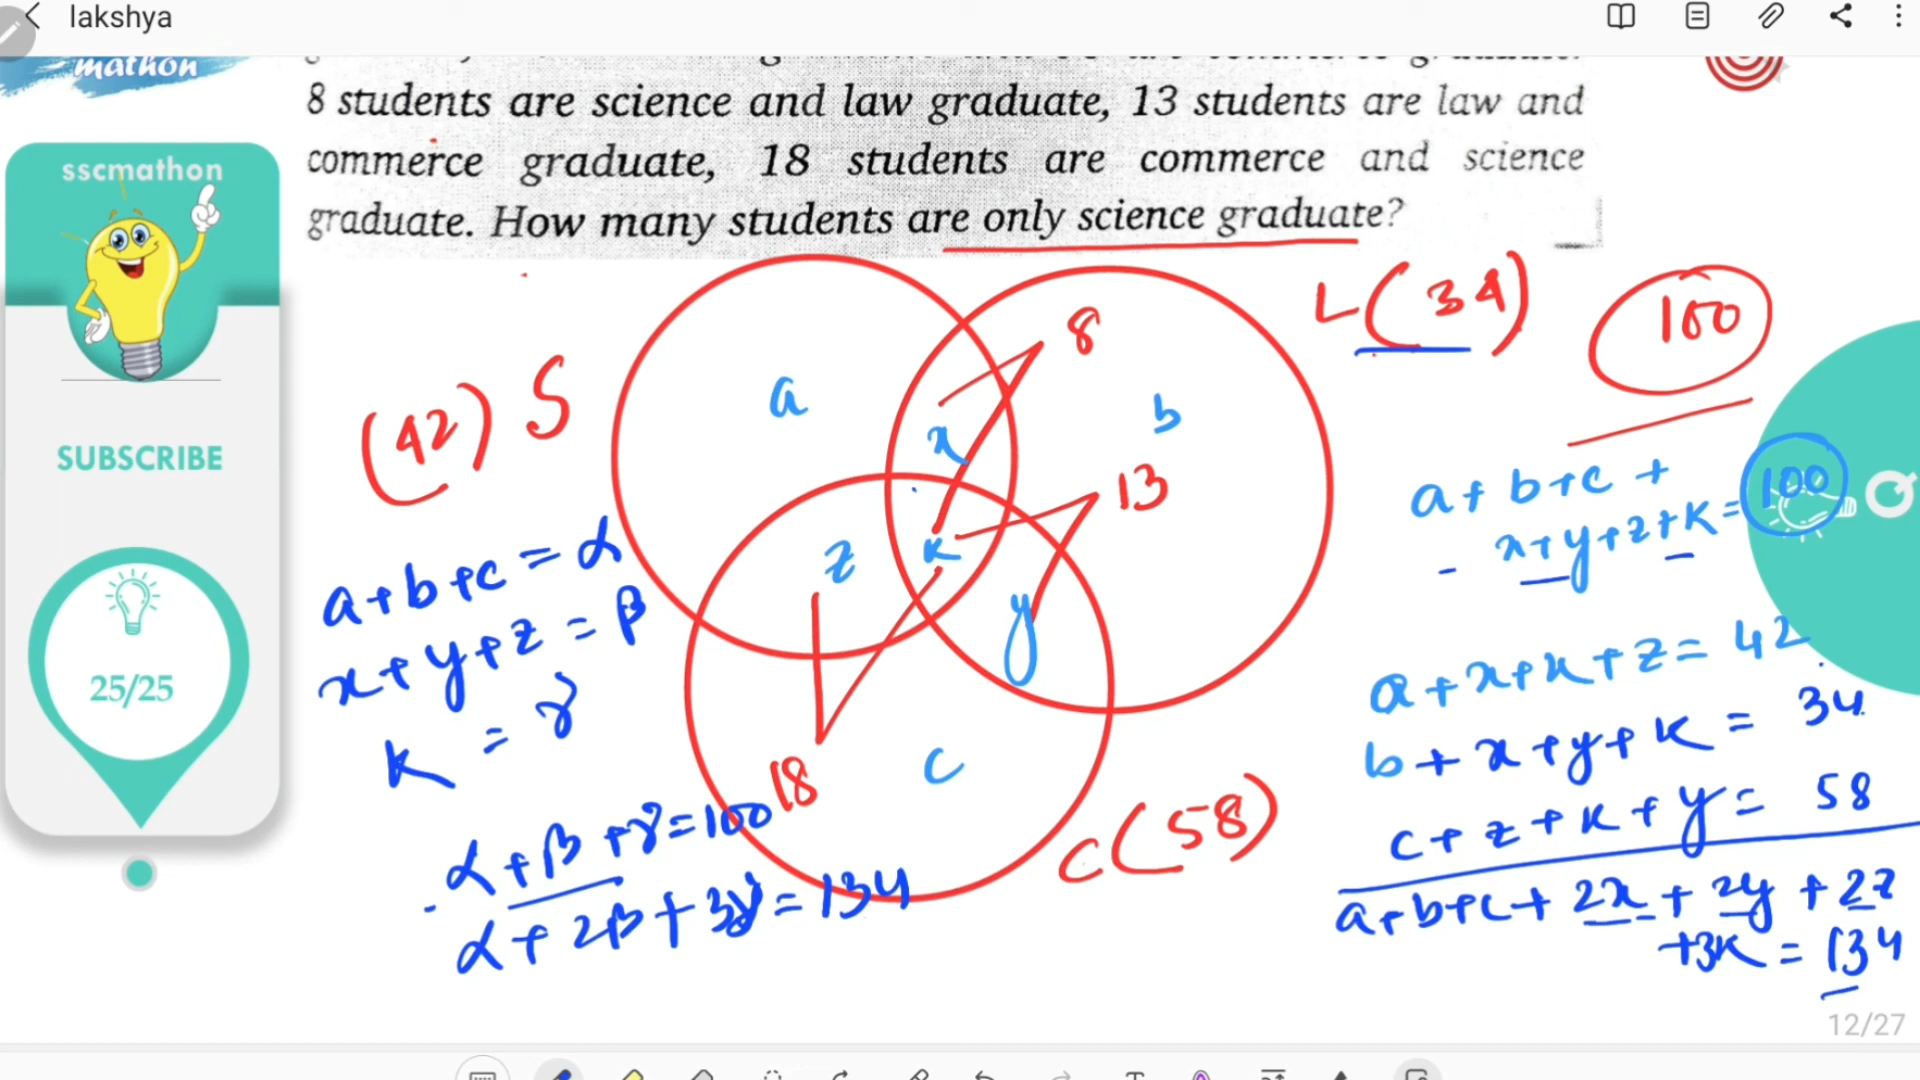 lakshya
mathon
8 students are science and law graduate, 13 students are law and
commerce graduate, 18 students are commerce and science
graduate. How many students are only science graduate?
sscmathon
SUBSCRIBE
25/25
(42) S
L(34)
100
8
a
x
b
13
z
k
y
18
c
C(58)
a+b+c=α
x+y+z=β
k=γ
α+β+γ=100
α+2β+3γ=134
a+b+c+
x+y+z+k=100
a+x+k+z=42
b+x+y+k=34
c+z+k+y=58
a+b+c+2x+2y+2z
+3k=134
12/27